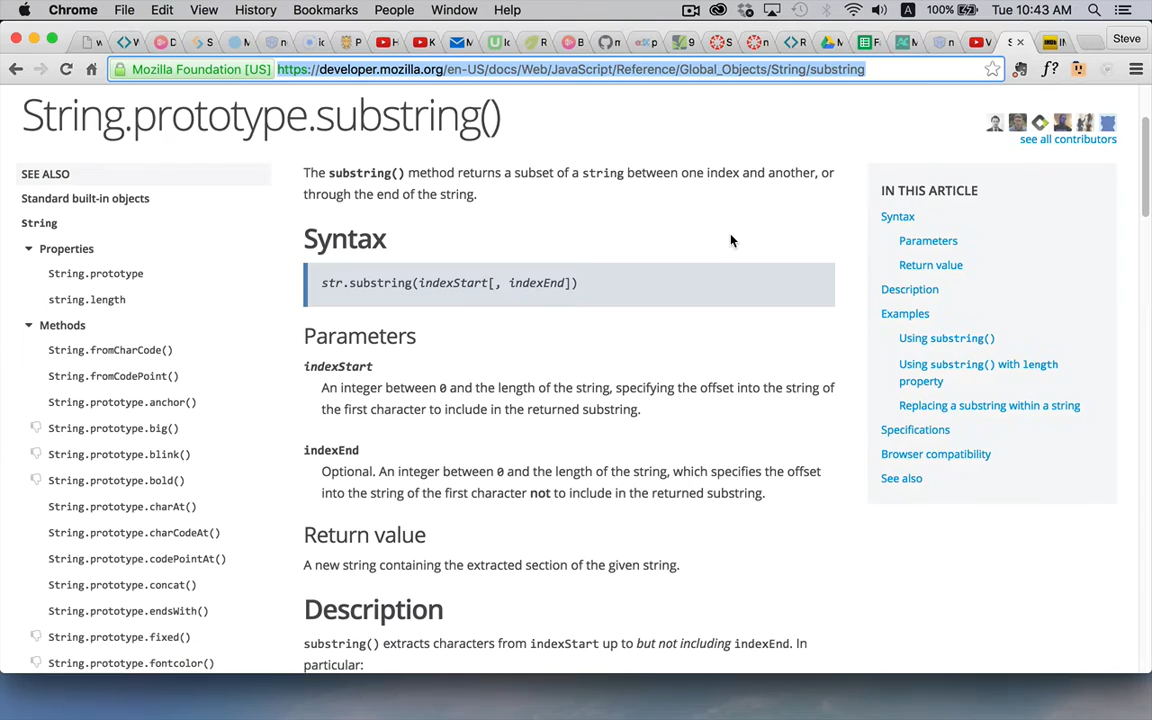 Chrome File Edit View History Bookmarks People Window Help 100% Tue 10:43 AM
Steve
Mozilla Foundation [US] https://developer.mozilla.org/en-US/docs/Web/JavaScript/Reference/Global_Objects/String/substring
String.prototype.substring()
see all contributors
SEE ALSO
Standard built-in objects
String
Properties
String.prototype
string.length
Methods
String.fromCharCode()
String.fromCodePoint()
String.prototype.anchor()
String.prototype.big()
String.prototype.blink()
String.prototype.bold()
String.prototype.charAt()
String.prototype.charCodeAt()
String.prototype.codePointAt()
String.prototype.concat()
String.prototype.endsWith()
String.prototype.fixed()
String.prototype.fontcolor()
The substring() method returns a subset of a string between one index and another, or
through the end of the string.
Syntax
str.substring(indexStart[, indexEnd])
Parameters
indexStart
An integer between 0 and the length of the string, specifying the offset into the string of
the first character to include in the returned substring.
indexEnd
Optional. An integer between 0 and the length of the string, which specifies the offset
into the string of the first character not to include in the returned substring.
Return value
A new string containing the extracted section of the given string.
Description
substring() extracts characters from indexStart up to but not including indexEnd. In
particular:
IN THIS ARTICLE
Syntax
Parameters
Return value
Description
Examples
Using substring()
Using substring() with length
property
Replacing a substring within a string
Specifications
Browser compatibility
See also